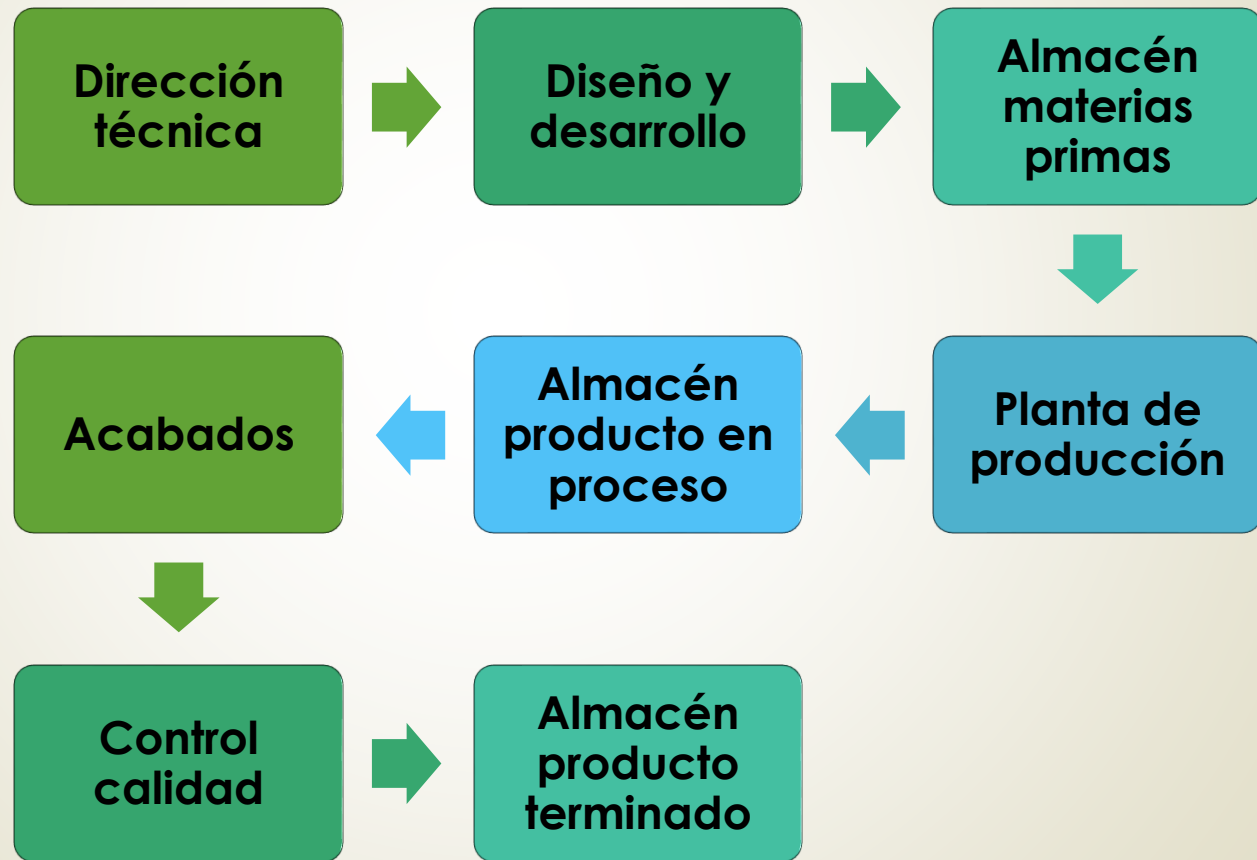 Dirección
técnica
Diseño y
desarrollo
Almacén
materias
primas
Planta de
producción
Almacén
producto en
proceso
Acabados
Control
calidad
Almacén
producto
terminado